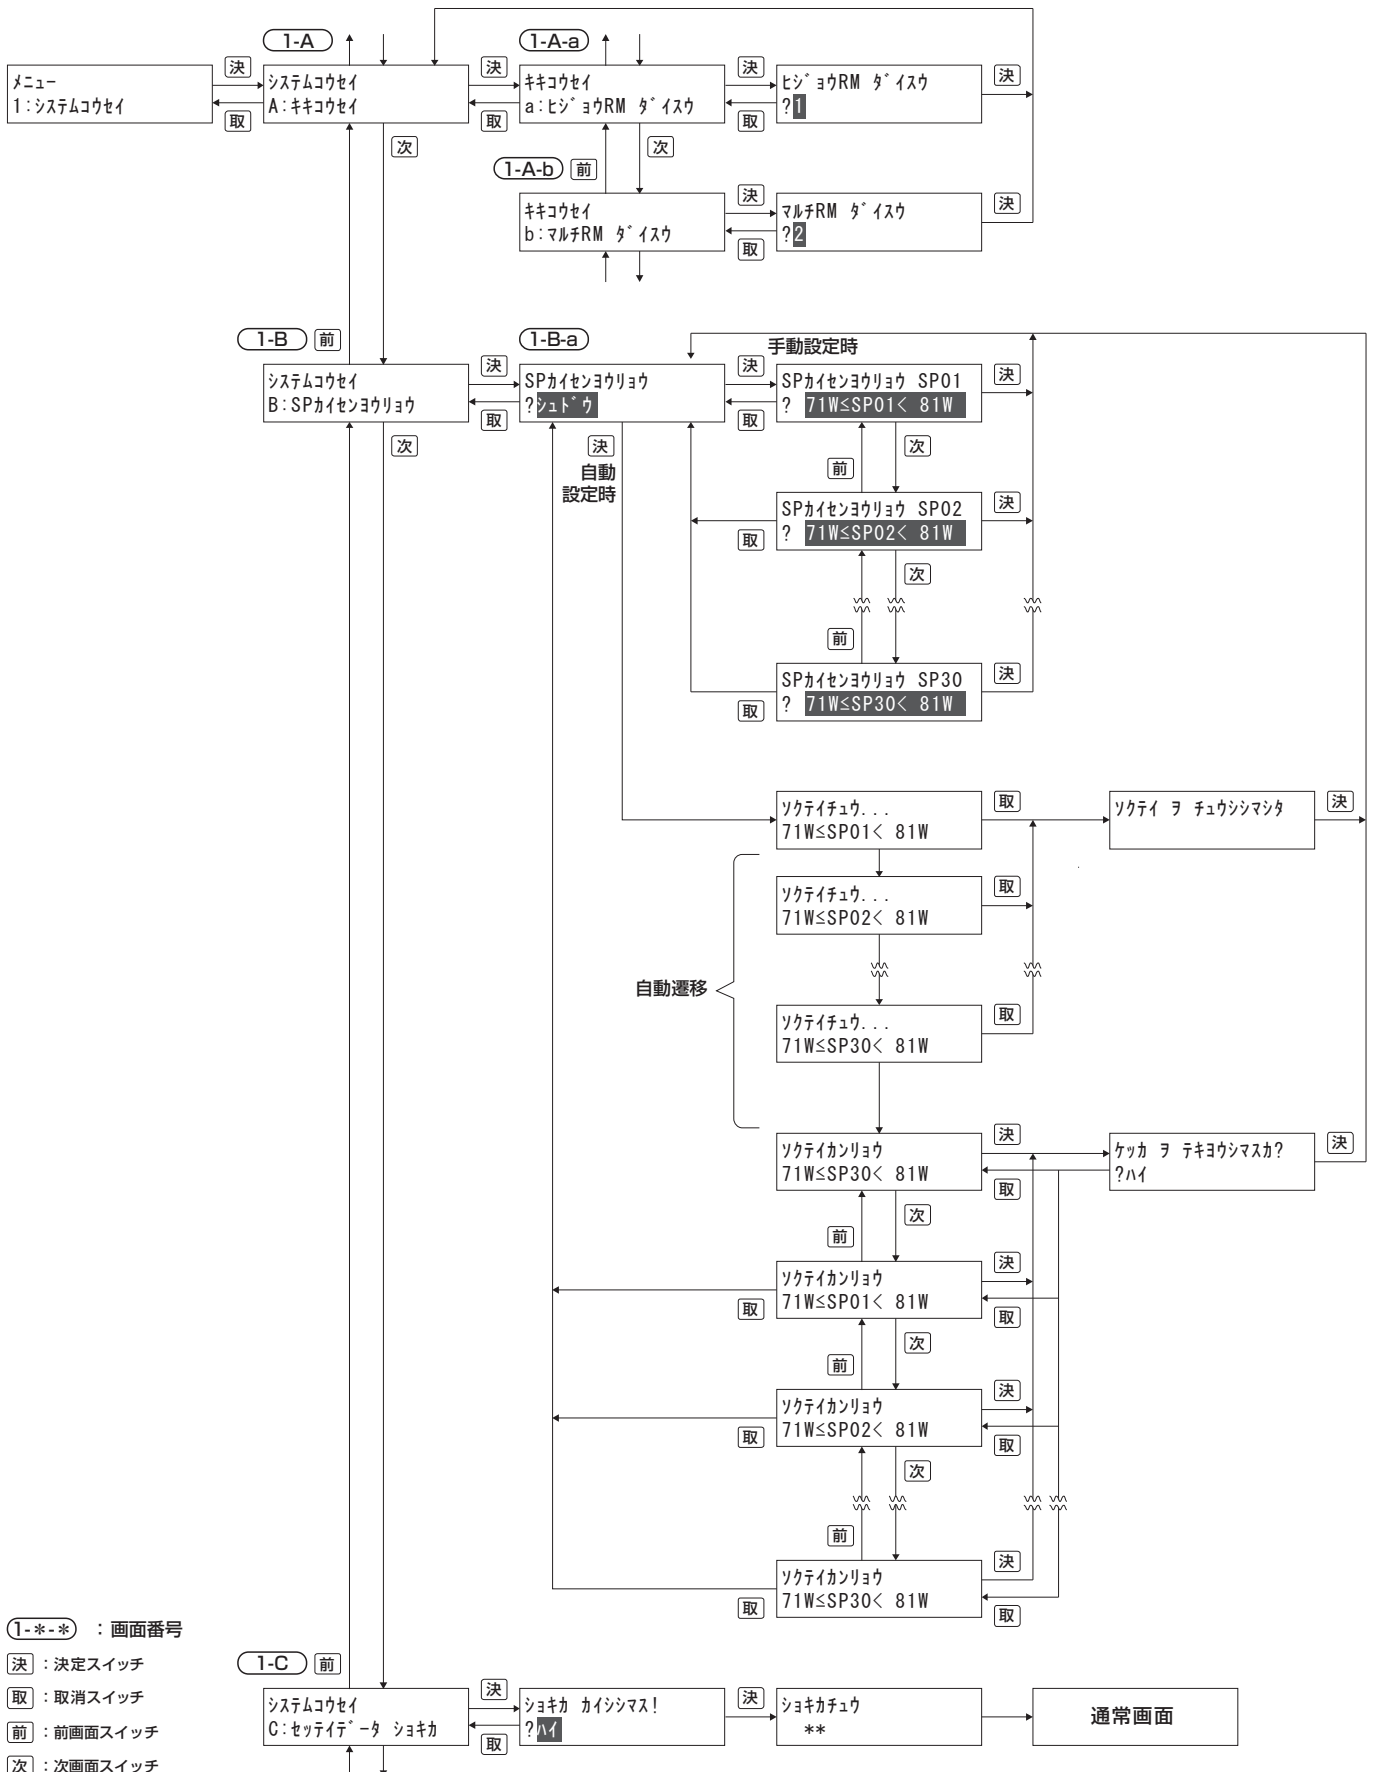 1-A
1-A-a
メニュー
1:システムコウセイ
決
取
システムコウセイ
A:キキコウセイ
決
取
キキコウセイ
a:ヒジョウRM ダイスウ
決
取
ヒジョウRM ダイスウ
?1
決
次
次
1-A-b 前
キキコウセイ
b:マルチRM ダイスウ
決
取
マルチRM ダイスウ
?2
決
1-B 前
1-B-a
手動設定時
システムコウセイ
B:SPカイセンヨウリョウ
決
取
SPカイセンヨウリョウ
?シュドウ
決
取
SPカイセンヨウリョウ SP01
? 71W≤SP01< 81W
決
次
決
自動
設定時
次
前
SPカイセンヨウリョウ SP02
? 71W≤SP02< 81W
決
取
次
前
SPカイセンヨウリョウ SP30
? 71W≤SP30< 81W
決
取
ソクテイチュウ...
71W≤SP01< 81W
取
ソクテイ ヲ チュウシシマシタ
決
ソクテイチュウ...
71W≤SP02< 81W
取
自動遷移
ソクテイチュウ...
71W≤SP30< 81W
取
ソクテイカンリョウ
71W≤SP30< 81W
決
取
ケッカ ヲ テキヨウシマスカ?
?ハイ
決
次
前
ソクテイカンリョウ
71W≤SP01< 81W
決
取
取
次
前
ソクテイカンリョウ
71W≤SP02< 81W
決
取
取
次
前
ソクテイカンリョウ
71W≤SP30< 81W
決
取
取
1-*-* :画面番号
決:決定スイッチ
取:取消スイッチ
前:前画面スイッチ
次:次画面スイッチ
1-C 前
システムコウセイ
C:セッテイデータ ショキカ
決
取
ショキカ カイシシマス!
?ハイ
決
ショキカチュウ
**
通常画面